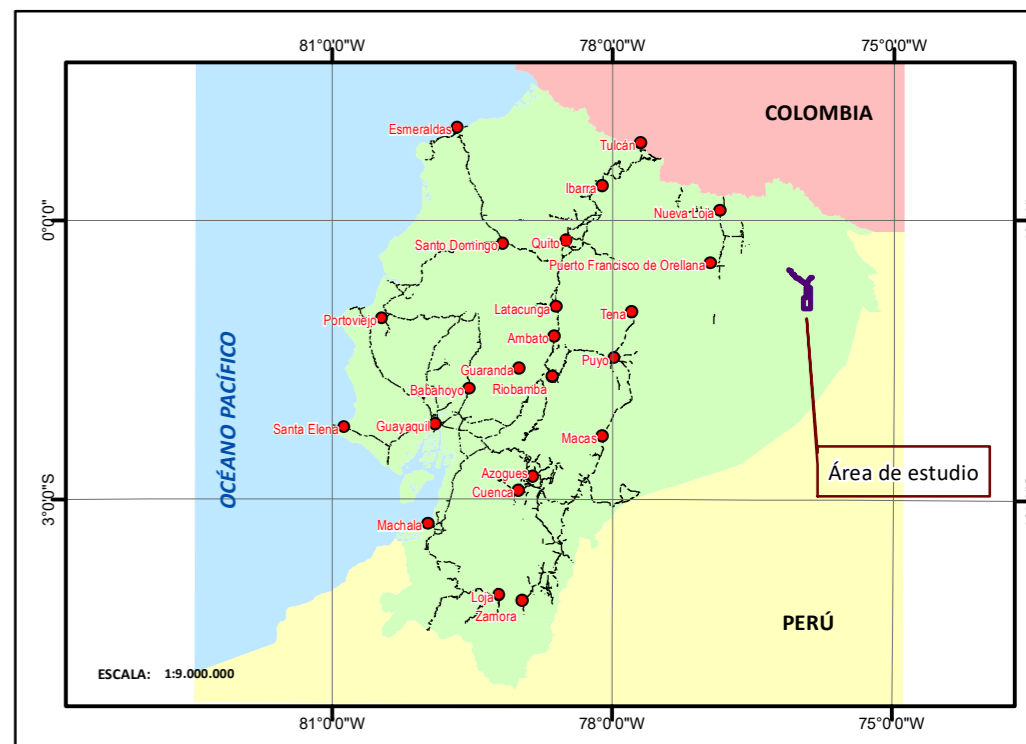 81°0'0"W
78°0'0"W
75°0'0"W
COLOMBIA
Esmeraldas
Tulcán
Ibarra
Nueva Loja
0°0'0"
Santo Domingo
Quito
Puerto Francisco de Orellana
Latacunga
Tena
Portoviejo
Ambato
Puyo
Guaranda
Riobamba
Babahoyo
OCÉANO PACÍFICO
Santa Elena
Guayaquil
Macas
Azogues
Área de estudio
Cuenca
3°0'0"S
Machala
Loja
Zamora
PERÚ
ESCALA: 1:9.000.000
81°0'0"W
78°0'0"W
75°0'0"W